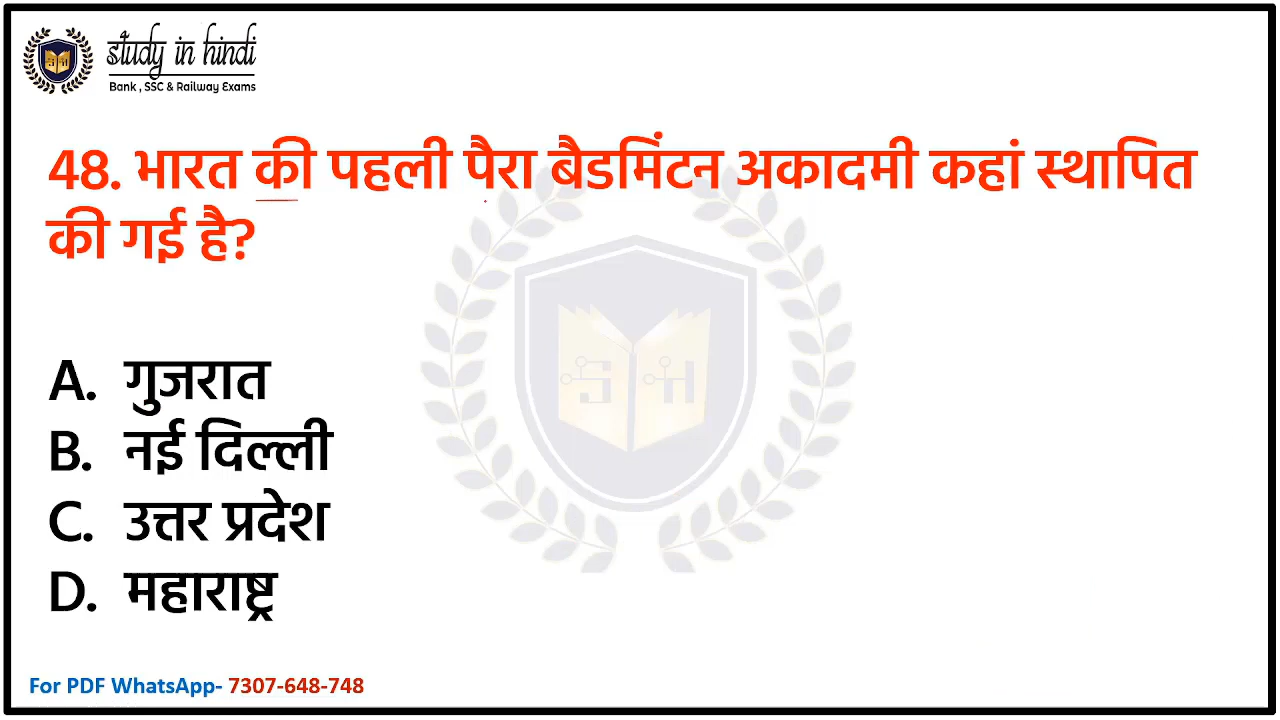 study in hindi
Bank , SSC & Railway Exams
48. भारत की पहली पैरा बैडमिंटन अकादमी कहां स्थापित
की गई है?
A. गुजरात
B. नई दिल्ली
C. उत्तर प्रदेश
D. महाराष्ट्र
For PDF WhatsApp- 7307-648-748